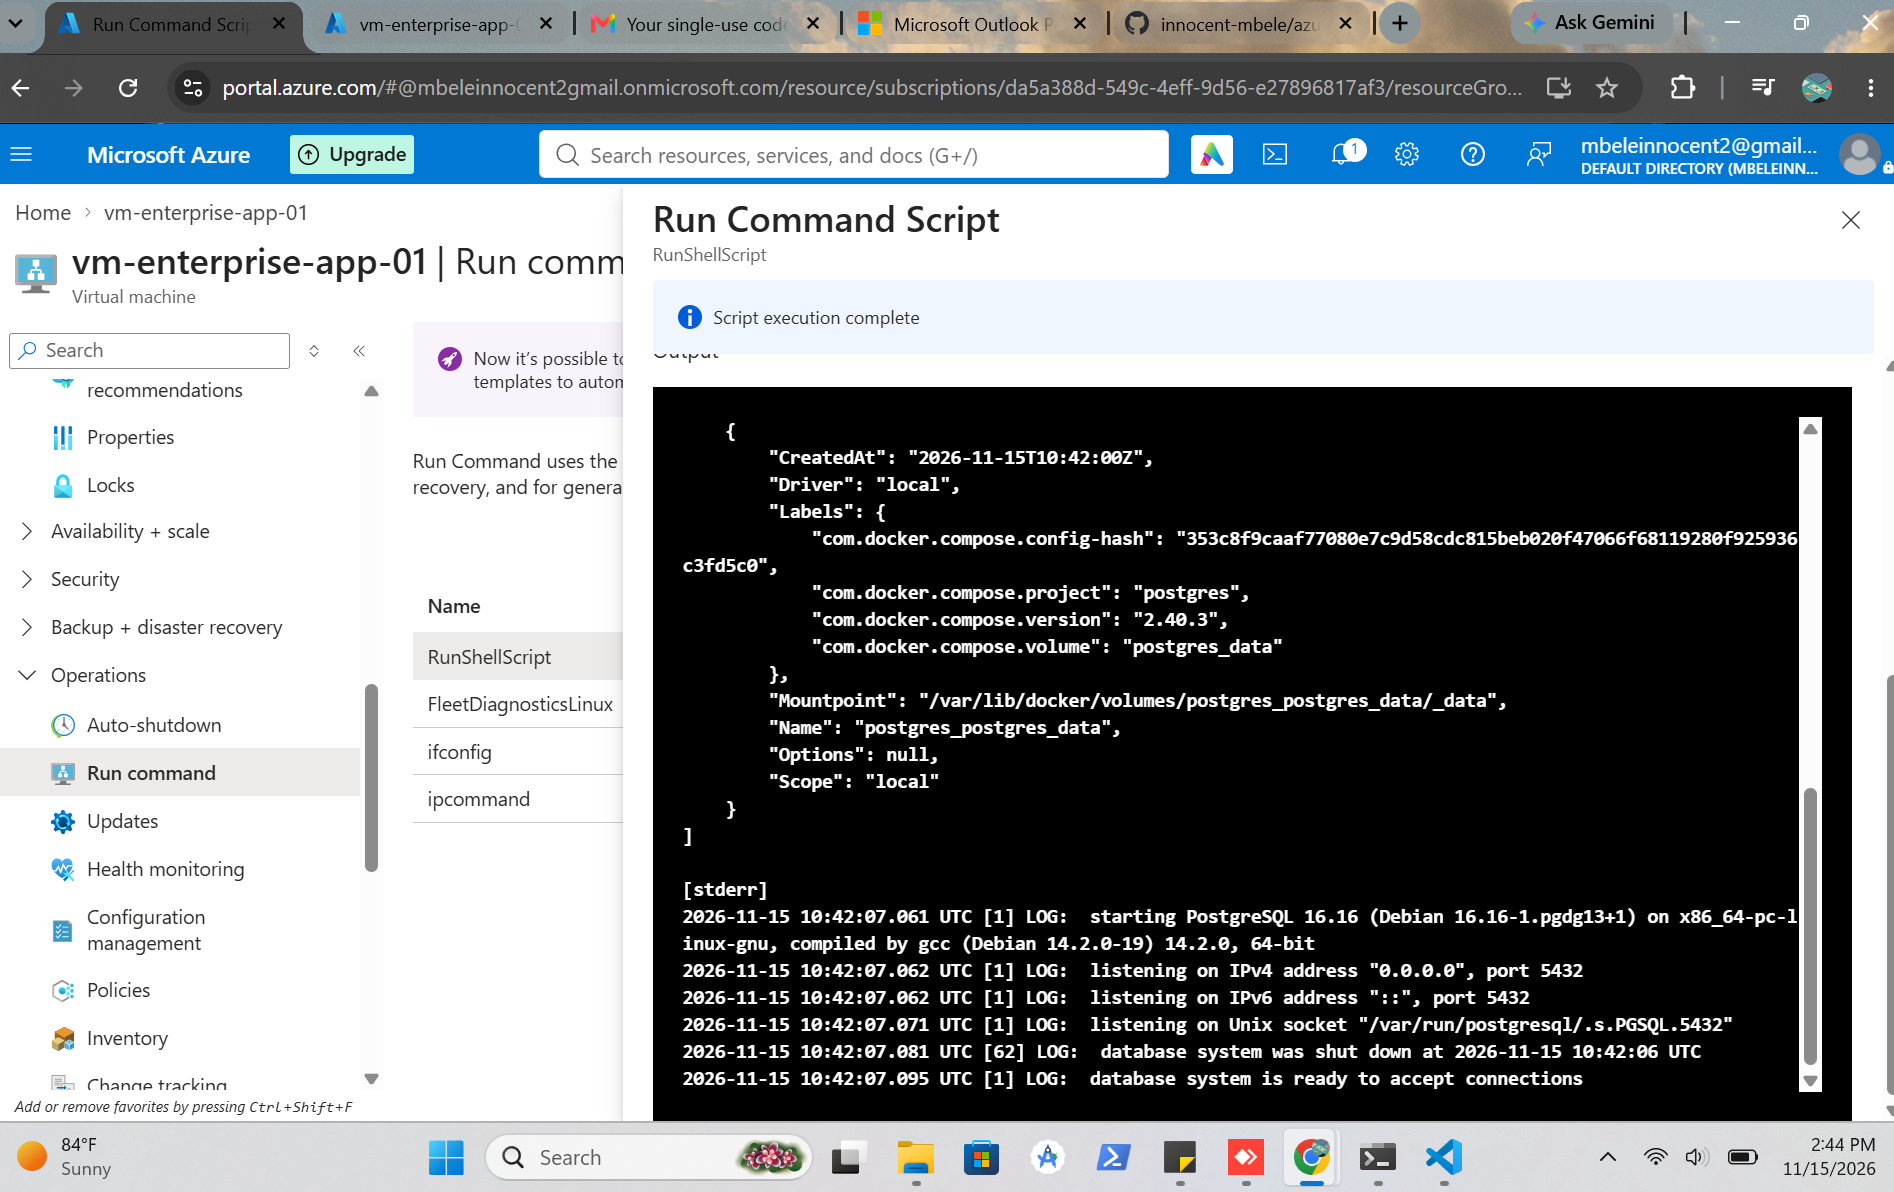 Run Command Scrip
vm-enterprise-app-0
Your single-use code
Microsoft Outlook P
innocent-mbele/azu
Ask Gemini
portal.azure.com/#@mbeleinnocent2gmail.onmicrosoft.com/resource/subscriptions/da5a388d-549c-4eff-9d56-e27896817af3/resourceGro...
Microsoft Azure
Upgrade
Search resources, services, and docs (G+/)
1
mbeleinnocent2@gmail...
DEFAULT DIRECTORY (MBELEINN...
Home > vm-enterprise-app-01
vm-enterprise-app-01 | Run comm
Virtual machine
Search
recommendations
Properties
Locks
Availability + scale
Security
Backup + disaster recovery
Operations
Auto-shutdown
Run command
Updates
Health monitoring
Configuration
management
Policies
Inventory
Change tracking
Add or remove favorites by pressing Ctrl+Shift+F
Now it's possible to
templates to autom
Run Command uses the
recovery, and for genera
Name
RunShellScript
FleetDiagnosticsLinux
ifconfig
ipcommand
Run Command Script
RunShellScript
Script execution complete
Output
{
"CreatedAt": "2026-11-15T10:42:00Z",
"Driver": "local",
"Labels": {
"com.docker.compose.config-hash": "353c8f9caaf77080e7c9d58cdc815beb020f47066f68119280f925936
c3fd5c0",
"com.docker.compose.project": "postgres",
"com.docker.compose.version": "2.40.3",
"com.docker.compose.volume": "postgres_data"
},
"Mountpoint": "/var/lib/docker/volumes/postgres_postgres_data/_data",
"Name": "postgres_postgres_data",
"Options": null,
"Scope": "local"
}
]
[stderr]
2026-11-15 10:42:07.061 UTC [1] LOG:  starting PostgreSQL 16.16 (Debian 16.16-1.pgdg13+1) on x86_64-pc-l
inux-gnu, compiled by gcc (Debian 14.2.0-19) 14.2.0, 64-bit
2026-11-15 10:42:07.062 UTC [1] LOG:  listening on IPv4 address "0.0.0.0", port 5432
2026-11-15 10:42:07.062 UTC [1] LOG:  listening on IPv6 address "::", port 5432
2026-11-15 10:42:07.071 UTC [1] LOG:  listening on Unix socket "/var/run/postgresql/.s.PGSQL.5432"
2026-11-15 10:42:07.081 UTC [62] LOG:  database system was shut down at 2026-11-15 10:42:06 UTC
2026-11-15 10:42:07.095 UTC [1] LOG:  database system is ready to accept connections
84°F
Sunny
Search
2:44 PM
11/15/2026